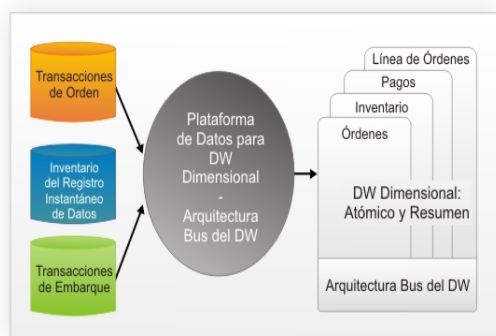 Transacciones
de Orden
Inventario
del Registro
Instantáneo
de Datos
Transacciones
de Embarque
Plataforma
de Datos para
DW
Dimensional
-
Arquitectura
Bus del DW
Línea de Órdenes
Pagos
Inventario
Órdenes
DW Dimensional:
Atómico y Resumen
Arquitectura Bus del DW